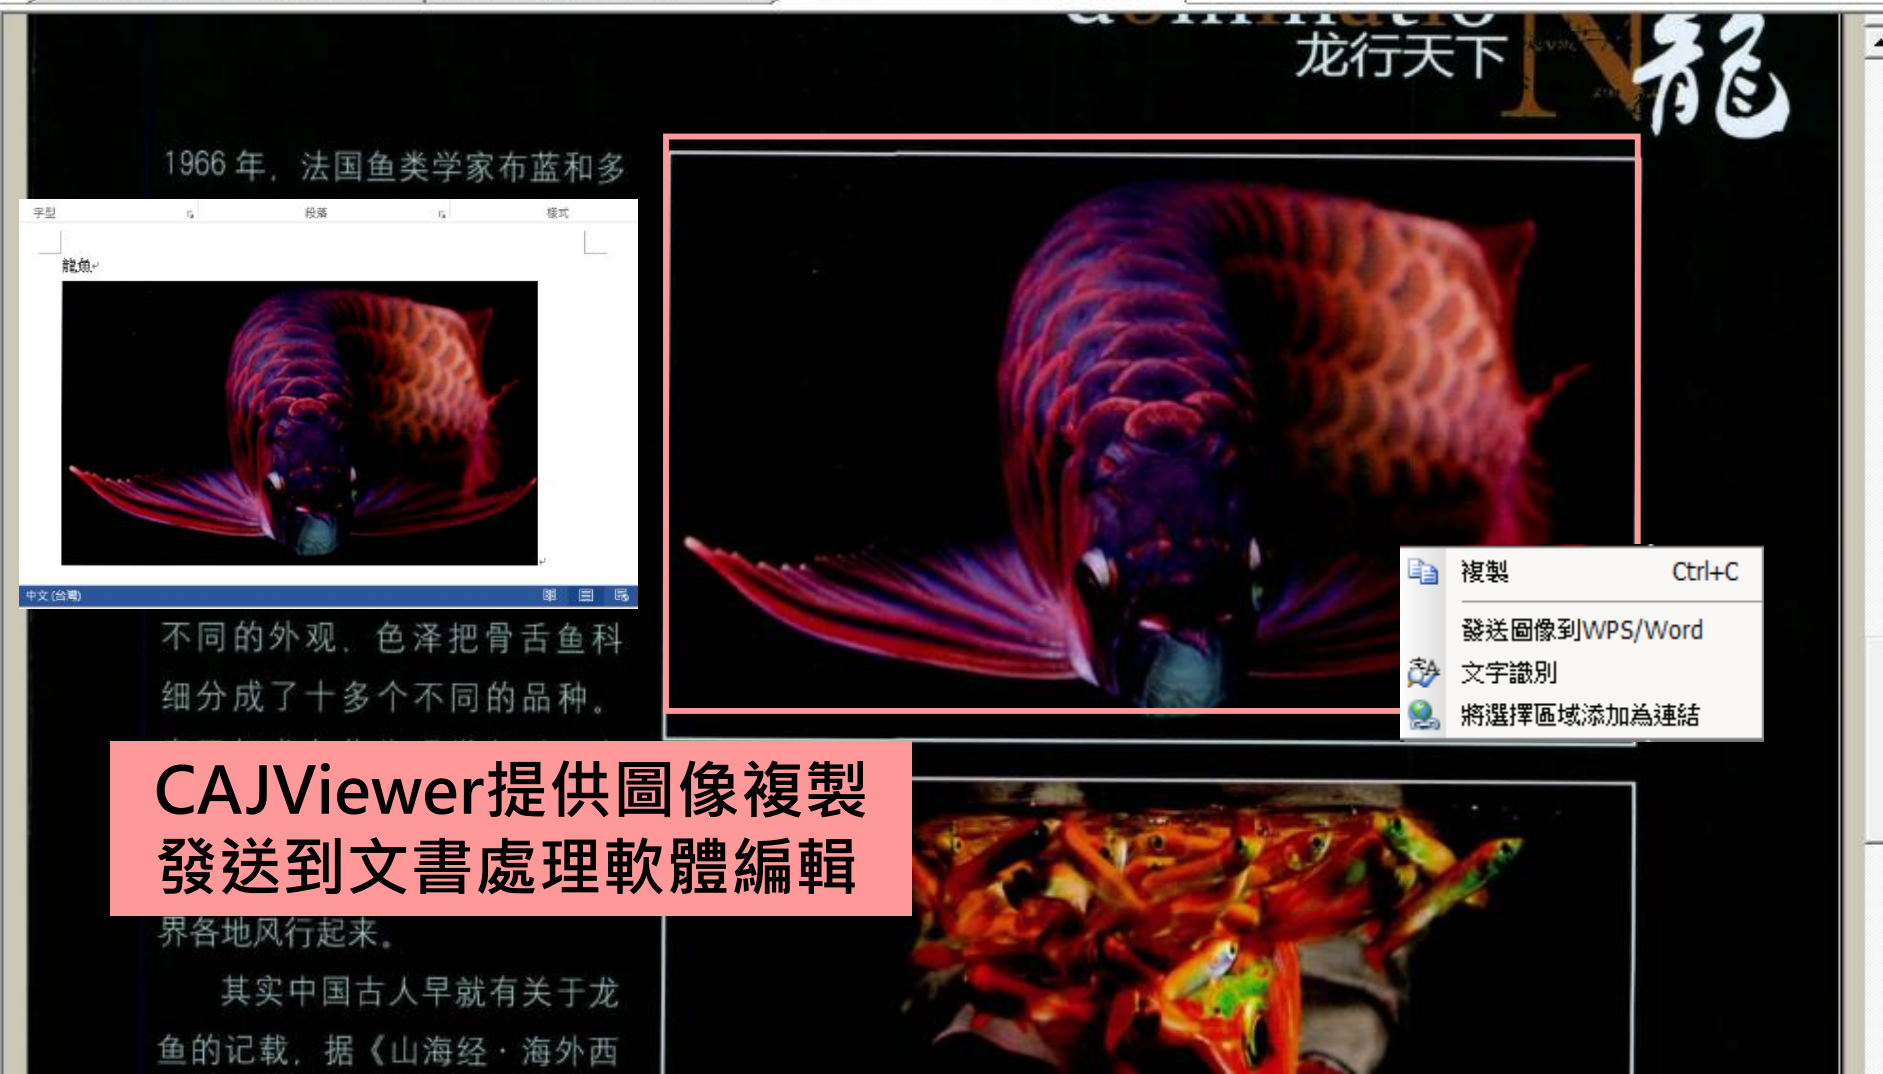 龙行天下
龍
1966 年，法国鱼类学家布蓝和多
字型
段落
樣式
龍魚
中文 (台灣)
不同的外观、色泽把骨舌鱼科
细分成了十多个不同的品种。
複製 Ctrl+C
發送圖像到WPS/Word
文字識別
將選擇區域添加為連結
CAJViewer提供圖像複製
發送到文書處理軟體編輯
界各地风行起来。
其实中国古人早就有关于龙
鱼的记载，据《山海经·海外西